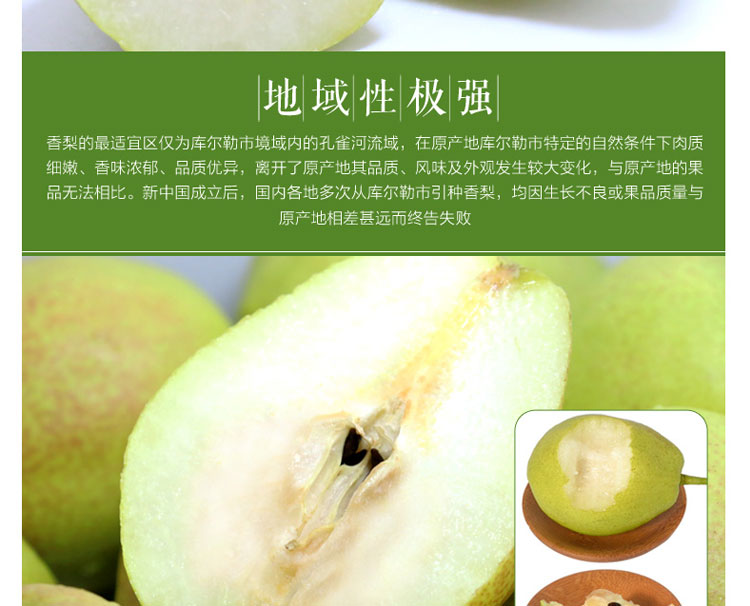 地域性极强
香梨的最适宜区仅为库尔勒市境域内的孔雀河流域，在原产地库尔勒市特定的自然条件下肉质
细嫩、香味浓郁、品质优异，离开了原产地其品质、风味及外观发生较大变化，与原产地的果
品无法相比。新中国成立后，国内各地多次从库尔勒市引种香梨，均因生长不良或果品质量与
原产地相差甚远而终告失败